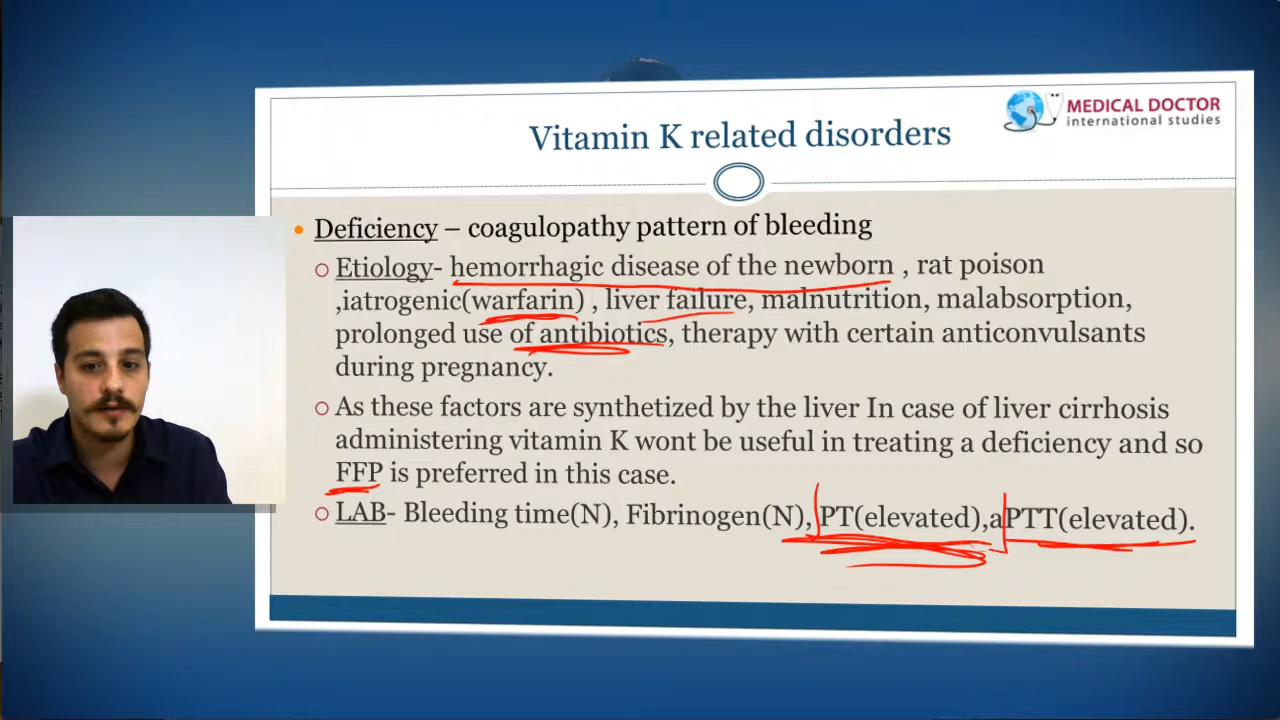 MEDICAL DOCTOR
international studies
Vitamin K related disorders
Deficiency – coagulopathy pattern of bleeding
Etiology- hemorrhagic disease of the newborn , rat poison
,iatrogenic(warfarin) , liver failure, malnutrition, malabsorption,
prolonged use of antibiotics, therapy with certain anticonvulsants
during pregnancy.
As these factors are synthetized by the liver In case of liver cirrhosis
administering vitamin K wont be useful in treating a deficiency and so
FFP is preferred in this case.
LAB- Bleeding time(N), Fibrinogen(N), PT(elevated),aPTT(elevated).